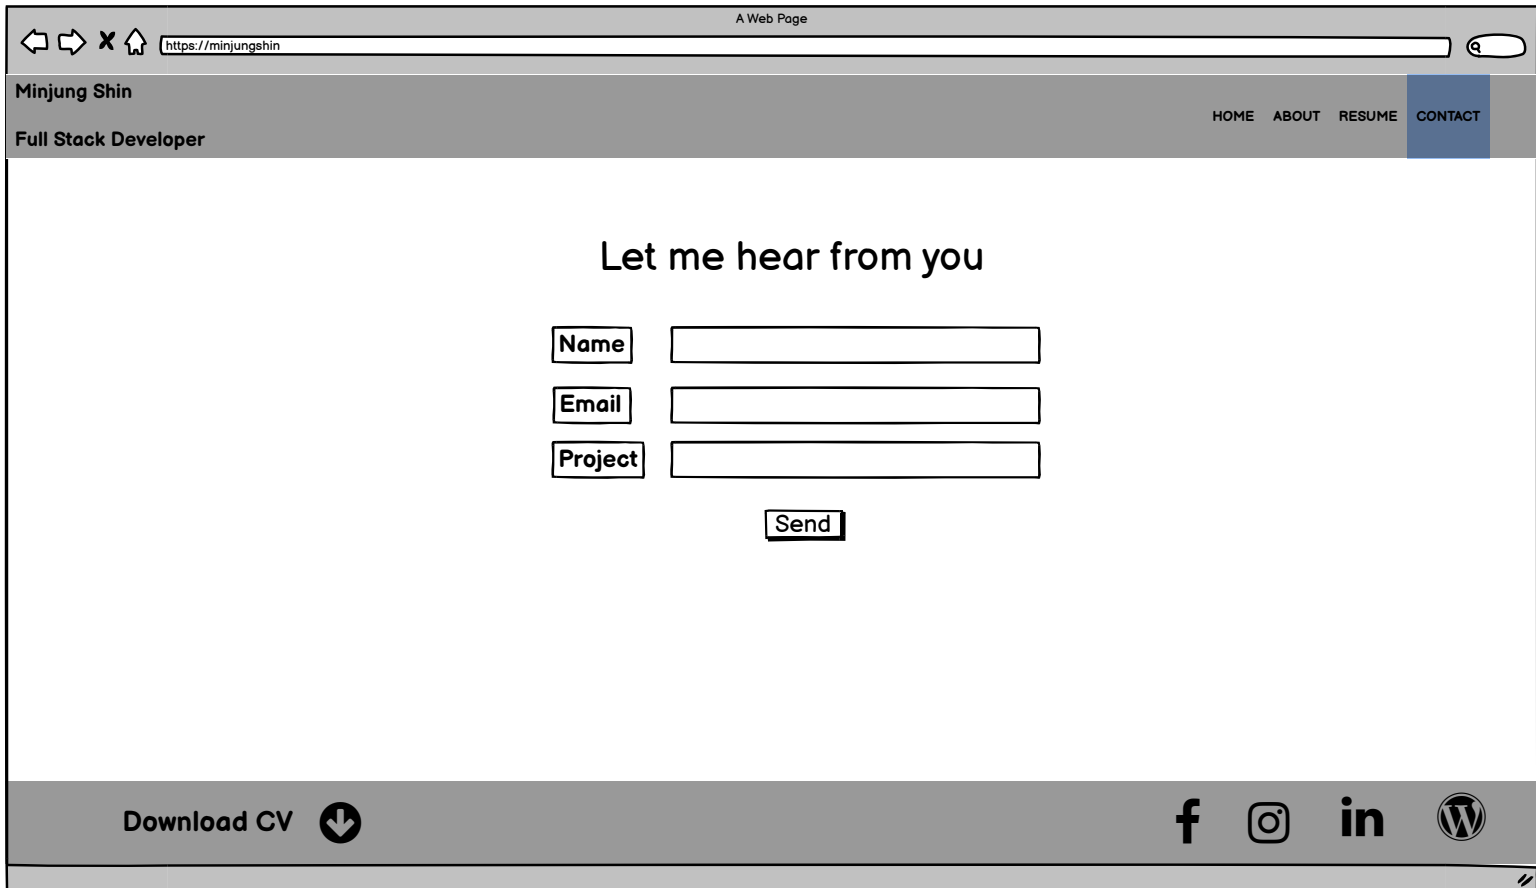 A Web Page
https://minjungshin
Minjung Shin
Full Stack Developer
HOME ABOUT RESUME CONTACT
Let me hear from you
Name
Email
Project
Send
Download CV